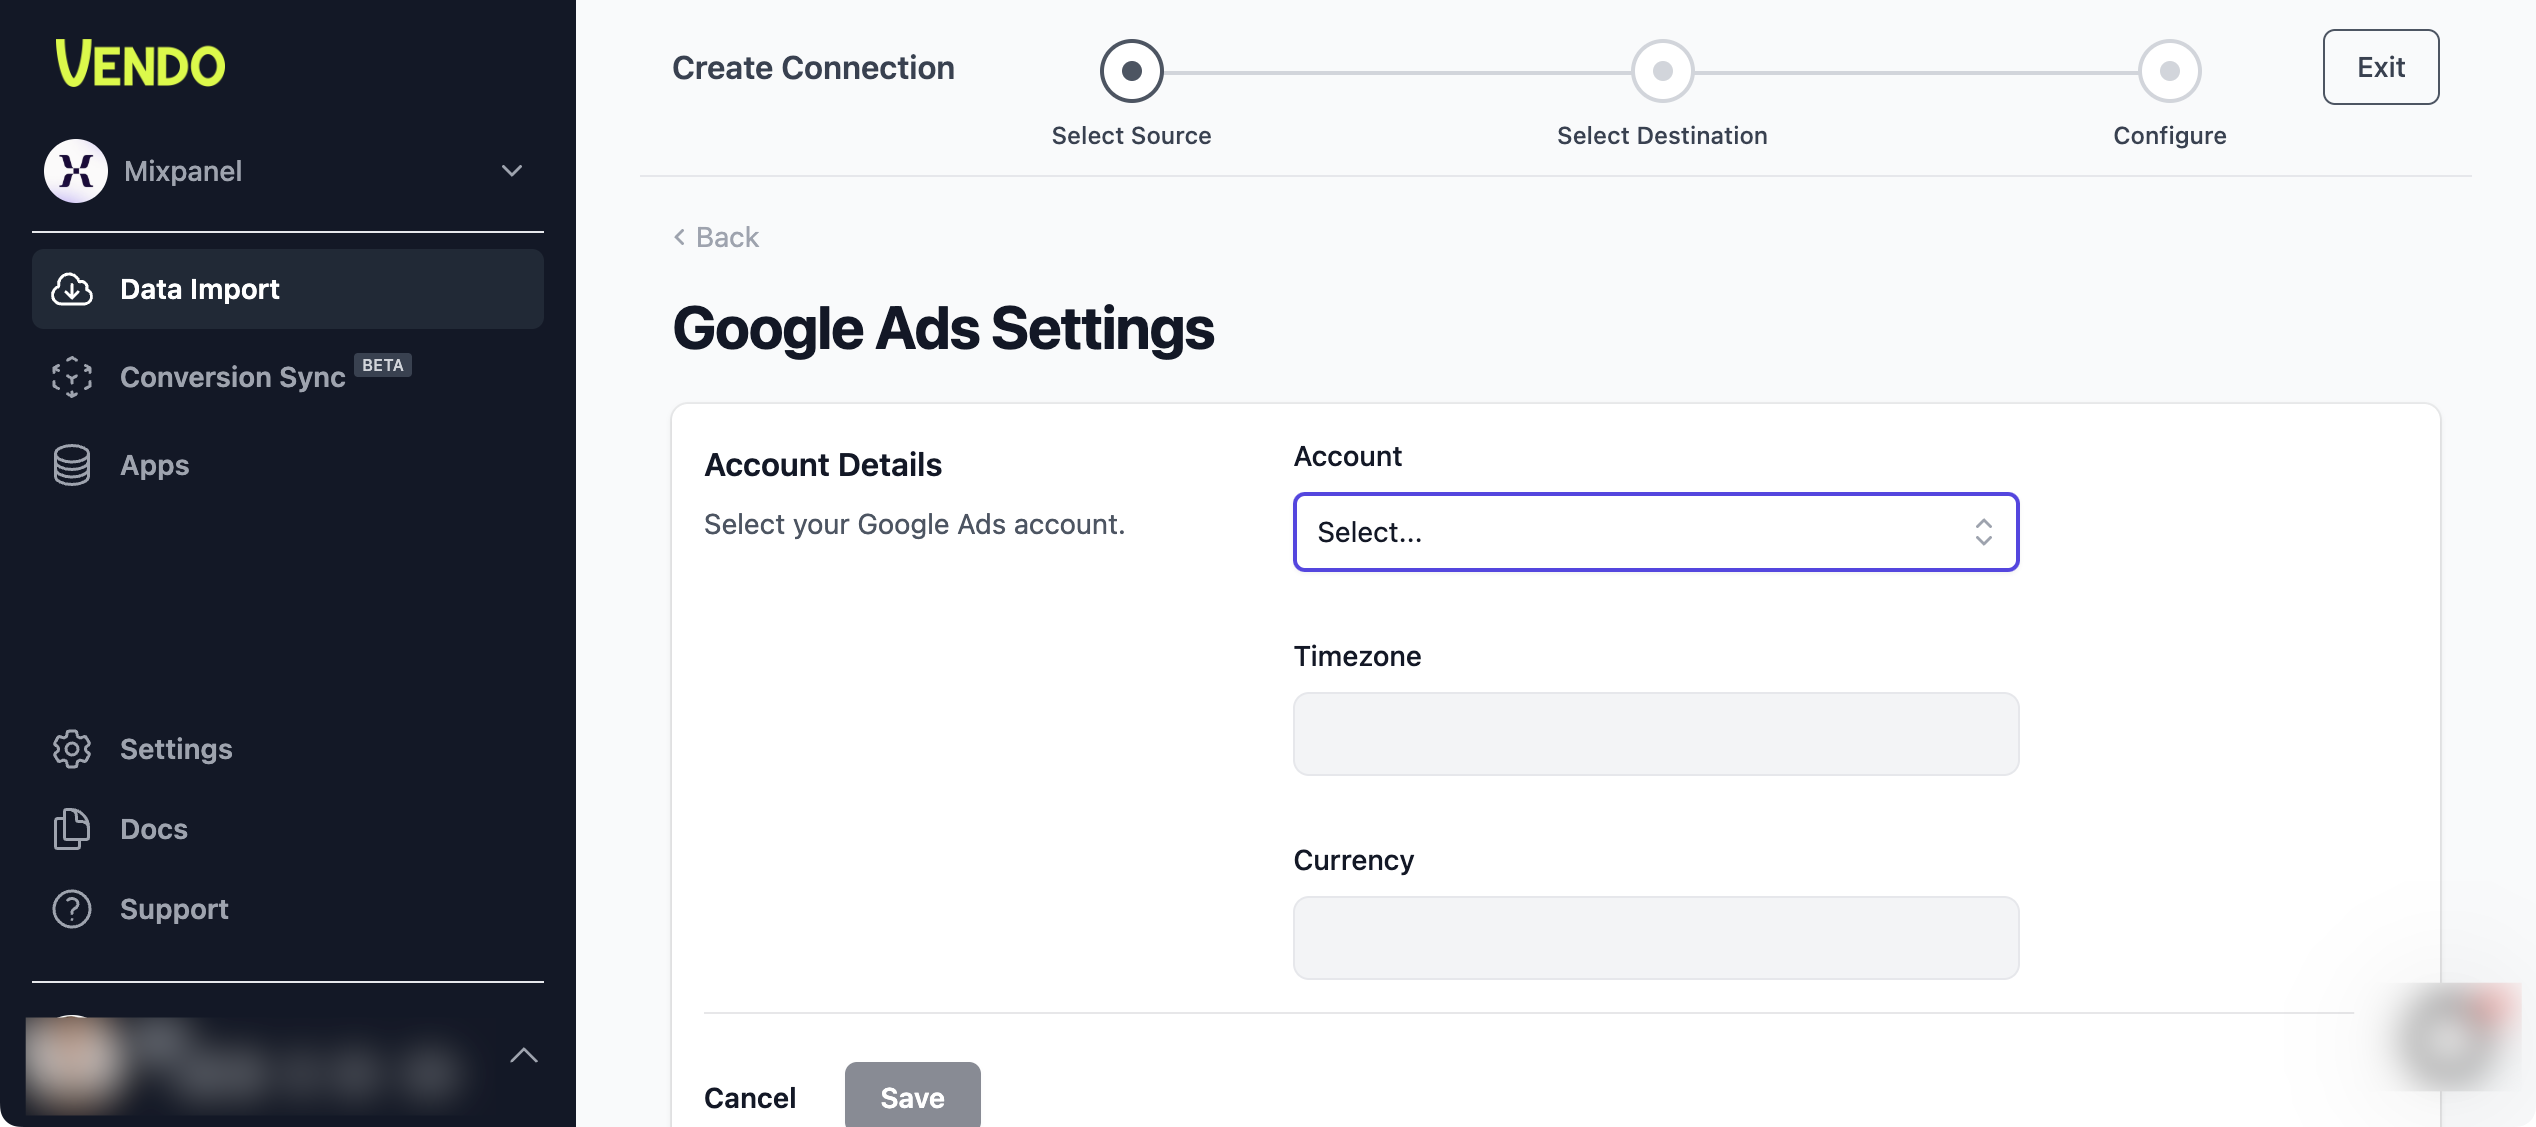 VENDO
Mixpanel
Data Import
Conversion Sync BETA
Apps
Settings
Docs
Support
Create Connection
Select Source
Select Destination
Configure
Exit
Back
Google Ads Settings
Account Details
Select your Google Ads account.
Account
Select...
Timezone
Currency
Cancel
Save